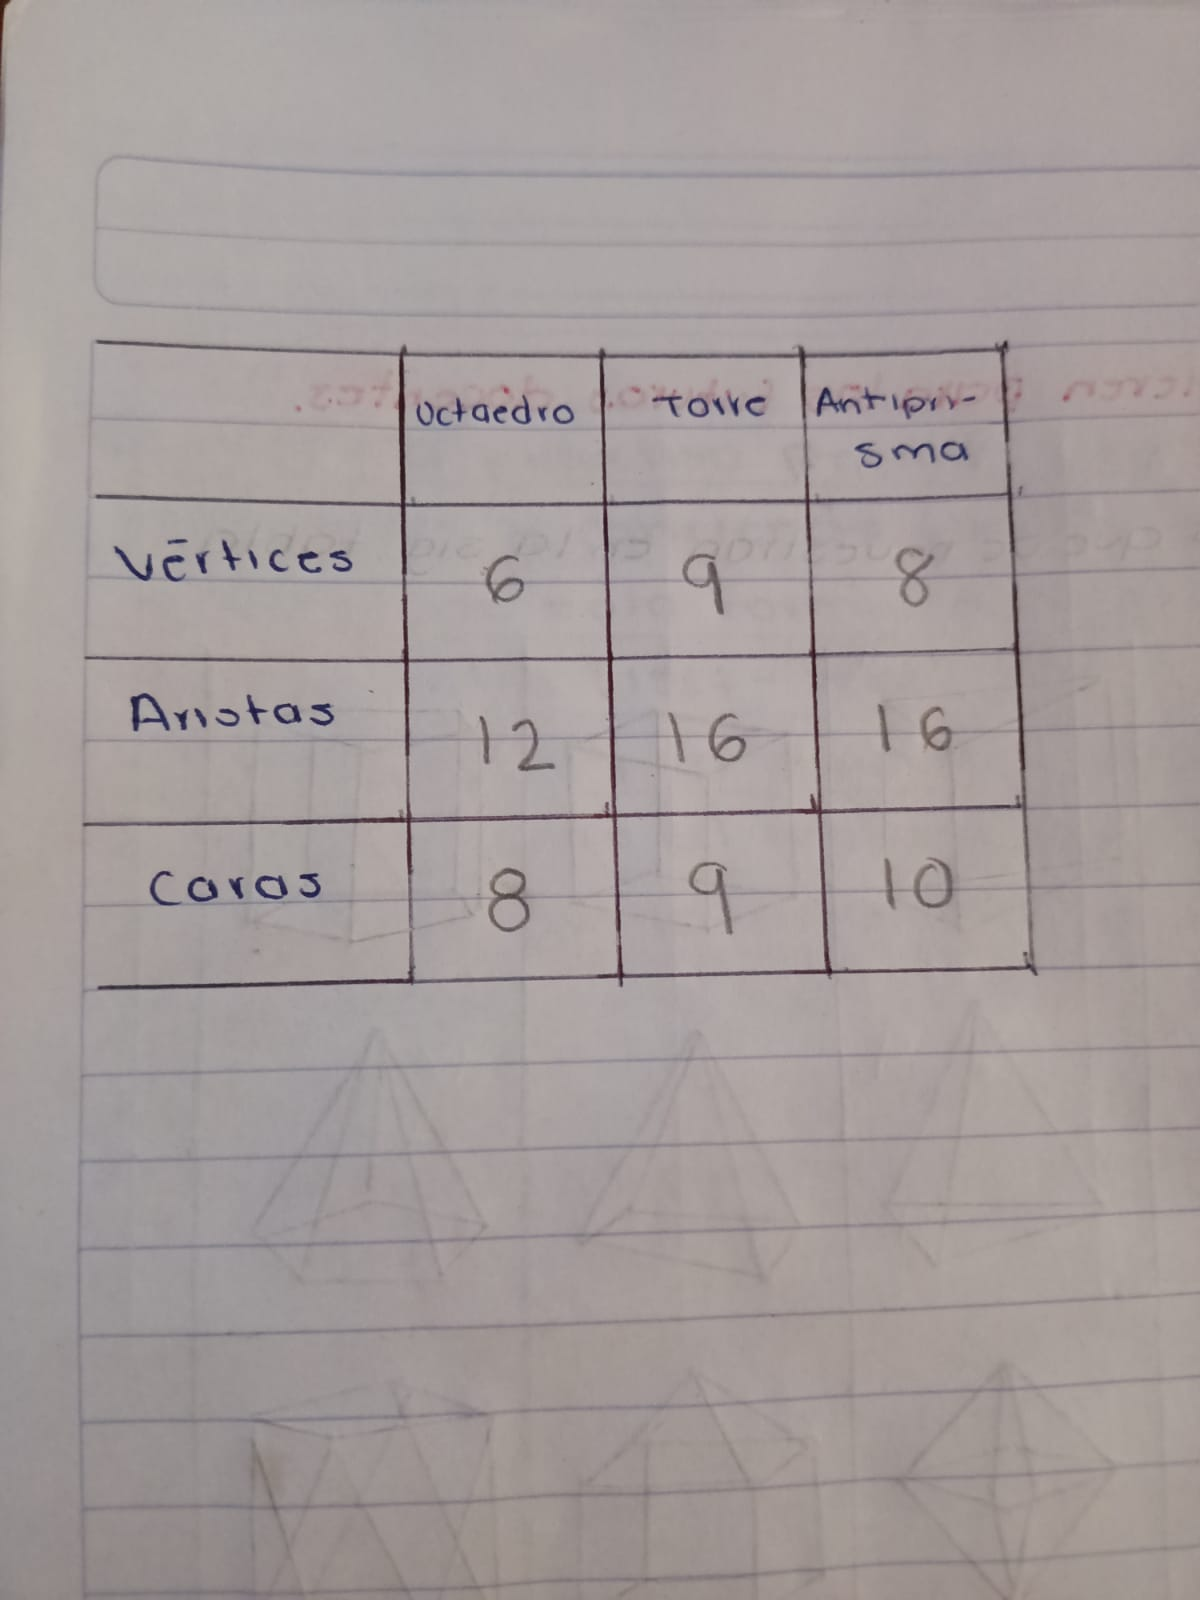 Octaedro Torre Antipri-
sma
Vértices 6 9 8
Aristas 12 16 16
Caras 8 9 10